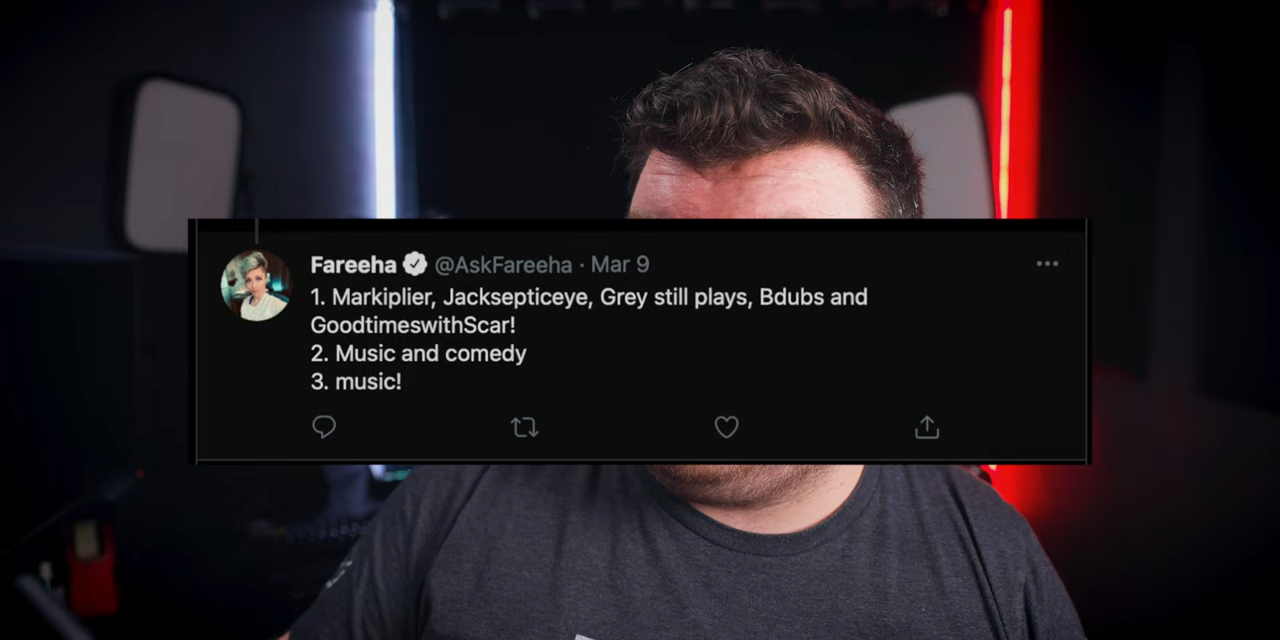 Fareeha @AskFareeha · Mar 9
1. Markiplier, Jacksepticeye, Grey still plays, Bdubs and
GoodtimeswithScar!
2. Music and comedy
3. music!